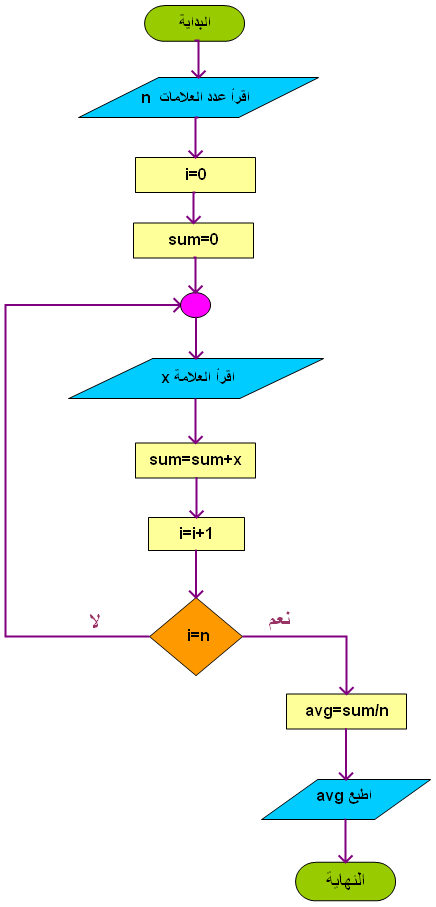 البداية
اقرأ عدد العلامات n
i=0
sum=0
اقرأ العلامة x
sum=sum+x
i=i+1
i=n
نعم
لا
avg=sum/n
اطبع avg
النهاية